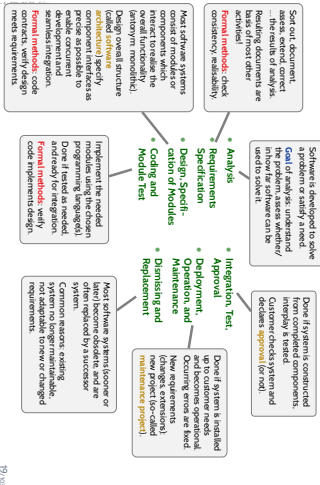 Software is developed to solve
a problem or satisfy a need.
Goal of analysis: understand
the problem, assess whether/
in how far software can be
used to solve it.
Sort out, document,
assess, extend, correct
... the results of analysis.
Resulting documents are
basis of most other
activities!
Formal methods: check
consistency, realisability.
Most software systems
consist of modules or
components which
interact to realise the
overall functionality
(antonym: monolithic).
Design overall structure
(called software
architecture); specify
component interfaces as
precise as possible to
enable concurrent
development and
seamless integration.
Formal methods: code
contracts, verify design
meets requirements
Implement the needed
modules using the chosen
programming language(s).
Done if tested as needed,
and ready for integration.
Formal methods: verify
code implements design.
• Analysis
• Requirements
Specification
• Design, Specifi-
cation of Modules
• Coding and
Module Test
• Integration, Test,
Approval
• Deployment,
Operation, and
Maintenance
• Dismissing and
Replacement
Done if system is constructed
from completed components,
interplay is tested.
Customer checks system and
declares approval (or not).
Done if system is installed
up to customer needs
and becomes operational.
Occurring errors are fixed.
New requirements
(changes, extensions):
new project (so-called
maintenance project).
Most software systems (sooner or
later) become obsolete, and are
often replaced by a successor
system.
Common reasons: existing
system no longer maintainable,
not adaptable to new or changed
requirements.